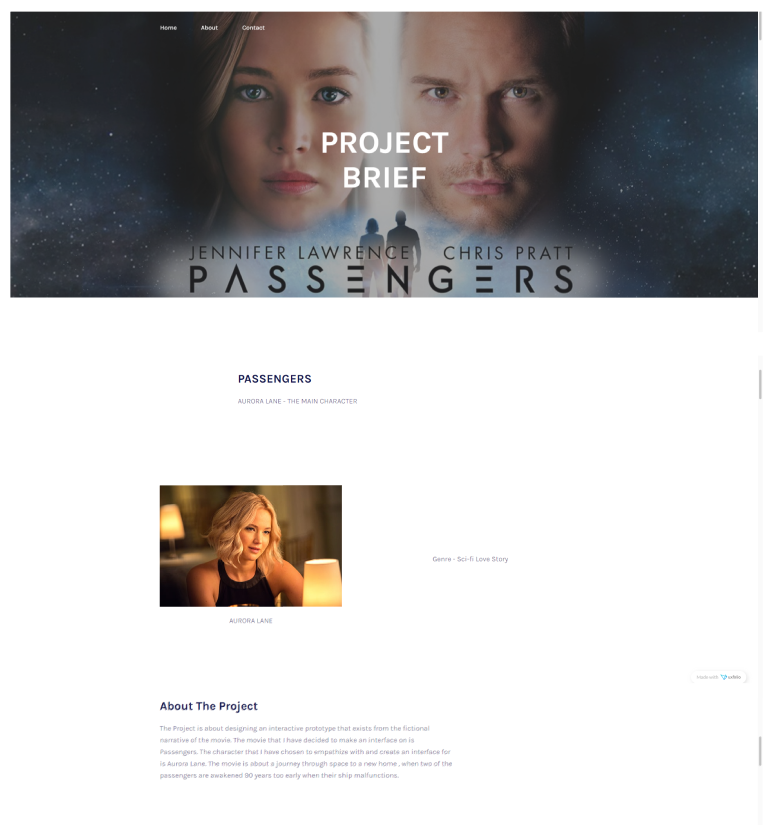 Home About Contact
PROJECT
BRIEF
JENNIFER LAWRENCE CHRIS PRATT
PASSENGERS
PASSENGERS
AURORA LANE - THE MAIN CHARACTER
Genre - Sci-fi Love Story
AURORA LANE
Made with
About The Project
The Project is about designing an interactive prototype that exists from the fictional
narrative of the movie. The movie that I have decided to make an interface on is
Passengers. The character that I have chosen to empathize with and create an interface for
is Aurora Lane. The movie is about a journey through space to a new home , when two of the
passengers are awakened 90 years too early when their ship malfunctions.